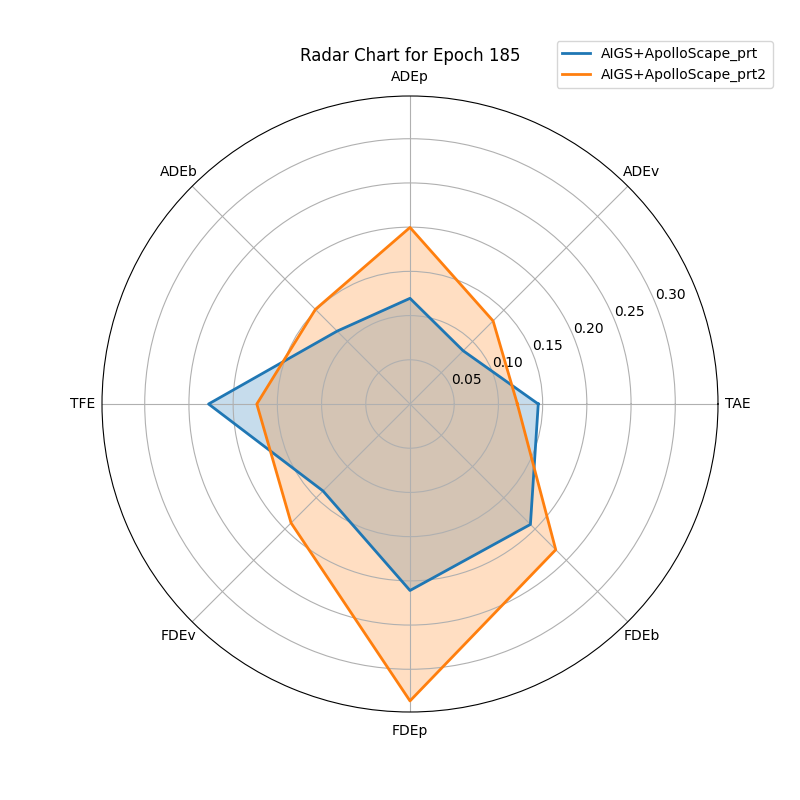 Radar Chart for Epoch 185
AIGS+ApolloScape_prt
AIGS+ApolloScape_prt2
ADEp
ADEb
ADEv
0.30
0.25
0.20
0.15
0.10
0.05
TFE
TAE
FDEv
FDEb
FDEp